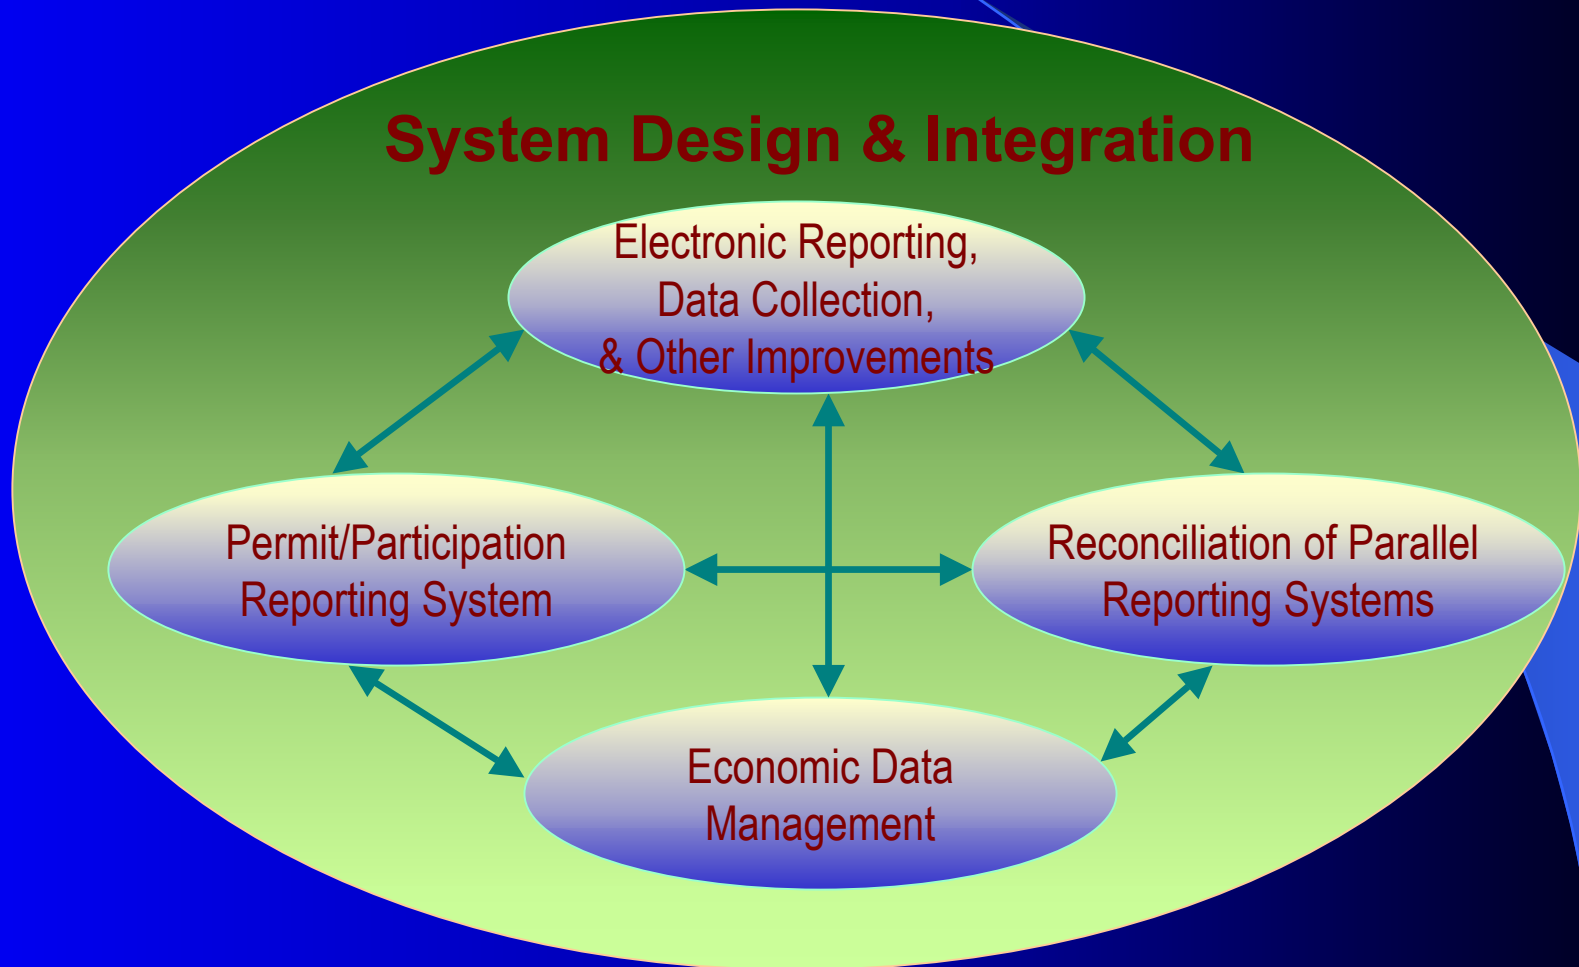 System Design & Integration
Electronic Reporting,
Data Collection,
& Other Improvements
Permit/Participation
Reporting System
Reconciliation of Parallel
Reporting Systems
Economic Data
Management